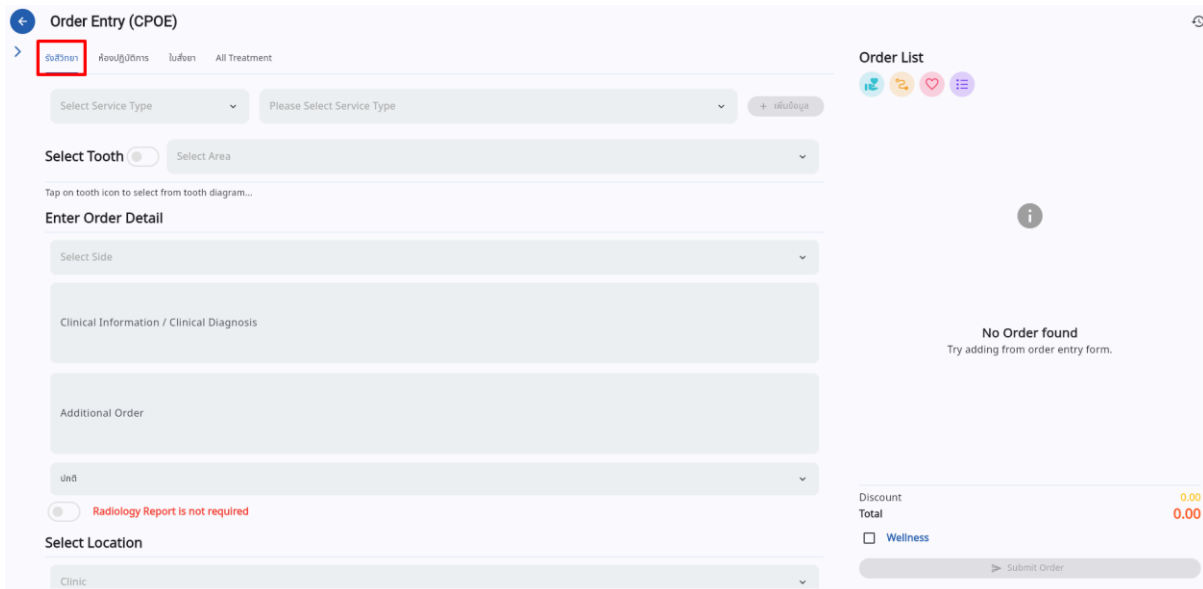 Order Entry (CPOE)
รังสีวิทยา ห้องปฏิบัติการ ใบสั่งยา All Treatment
Select Service Type Please Select Service Type + เพิ่มข้อมูล
Select Tooth Select Area
Tap on tooth icon to select from tooth diagram...
Enter Order Detail
Select Side
Clinical Information / Clinical Diagnosis
Additional Order
ปกติ
Radiology Report is not required
Select Location
Clinic
Order List
No Order found
Try adding from order entry form.
Discount 0.00
Total 0.00
Wellness
Submit Order